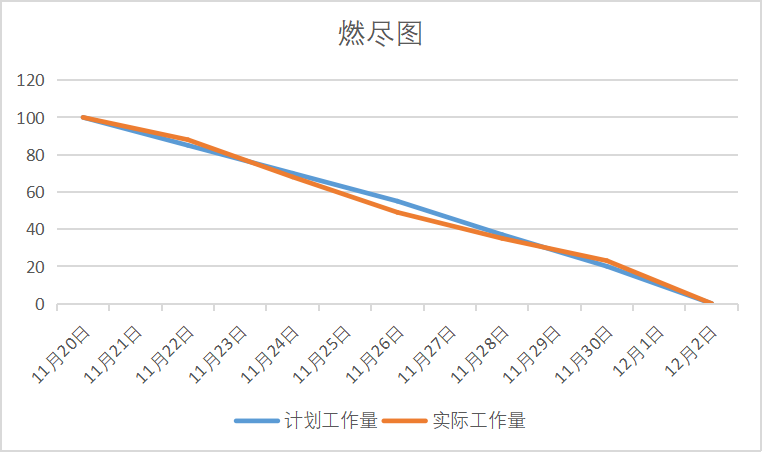 燃尽图
120
100
80
60
40
20
0
11月20日
11月21日
11月22日
11月23日
11月24日
11月25日
11月26日
11月27日
11月28日
11月29日
11月30日
12月1日
12月2日
计划工作量 实际工作量